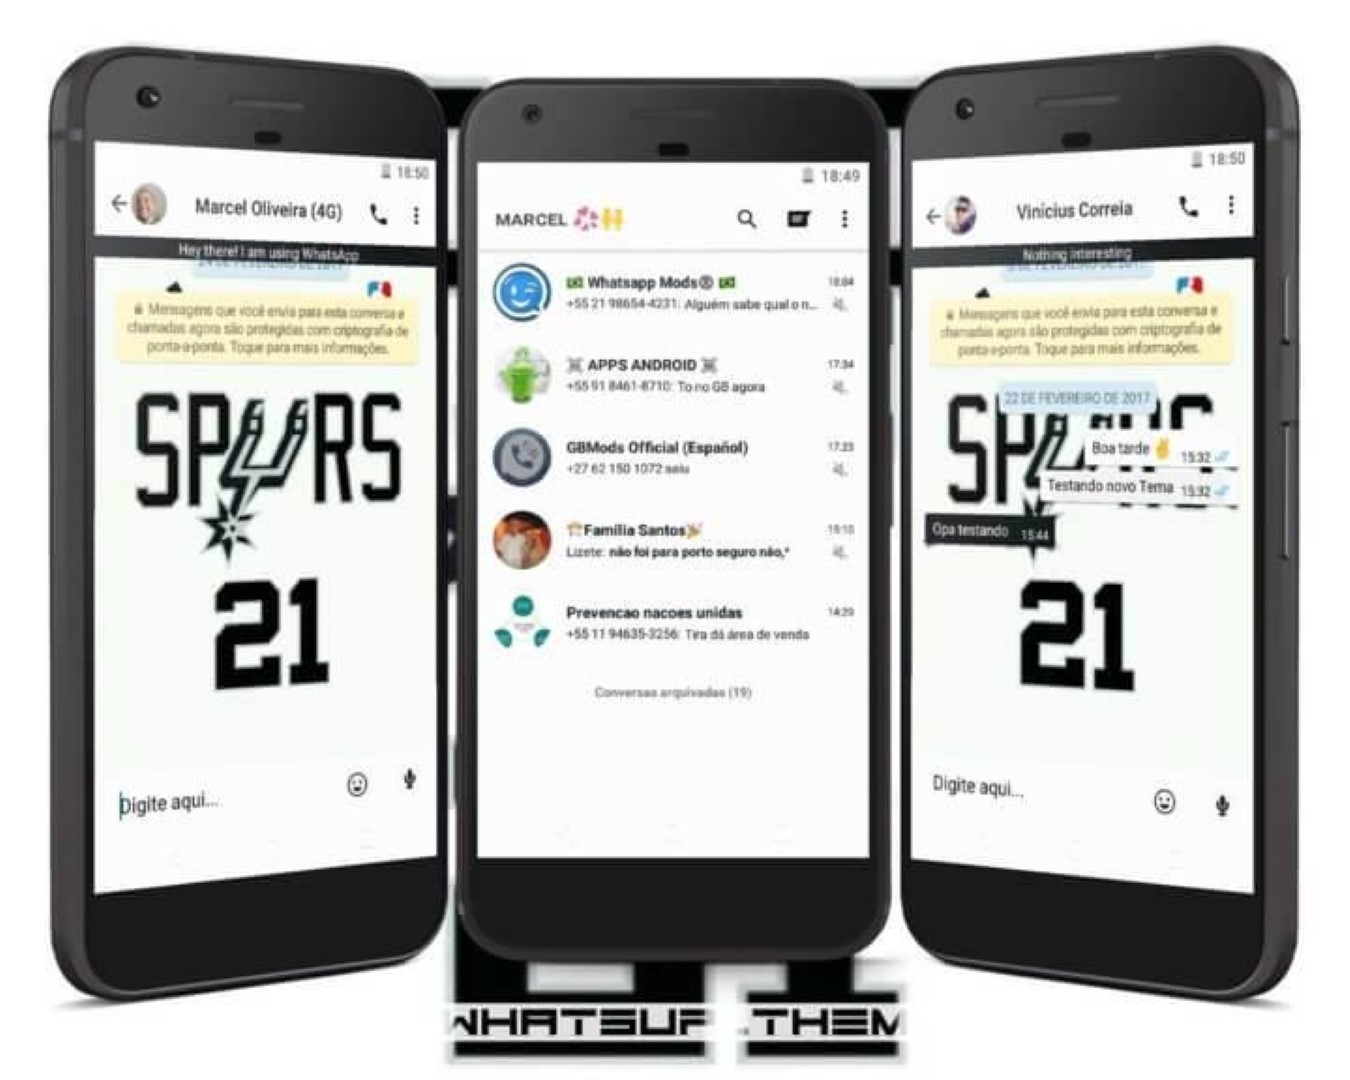 18:50
Marcel Oliveira (4G)
Hey there! I am using WhatsApp
Mensagens que você envia para esta conversa e
chamadas agora são protegidas com criptografia de
ponta-a-ponta. Toque para mais informações.
SPURS
21
Digite aqui...
18:49
MARCEL
Whatsapp Mods® 18:04
+55 21 98654-4231: Alguém sabe qual o n...
APPS ANDROID 17:34
+55 91 8461-8710: To no GB agora
GBMods Official (Español) 17:23
+27 62 150 1072 saiu
Família Santos 15:10
Lizete: não foi para porto seguro não,*
Prevencao nacoes unidas 14:29
+55 11 94635-3256: Tira dá área de venda
Conversas arquivadas (19)
18:50
Vinicius Correia
Nothing interesting
Mensagens que você envia para esta conversa e
chamadas agora são protegidas com criptografia de
ponta-a-ponta. Toque para mais informações.
22 DE FEVEREIRO DE 2017
Boa tarde 15:32
Testando novo Tema 15:32
Opa testando 15:44
21
Digite aqui...
WHATSUP .THEM